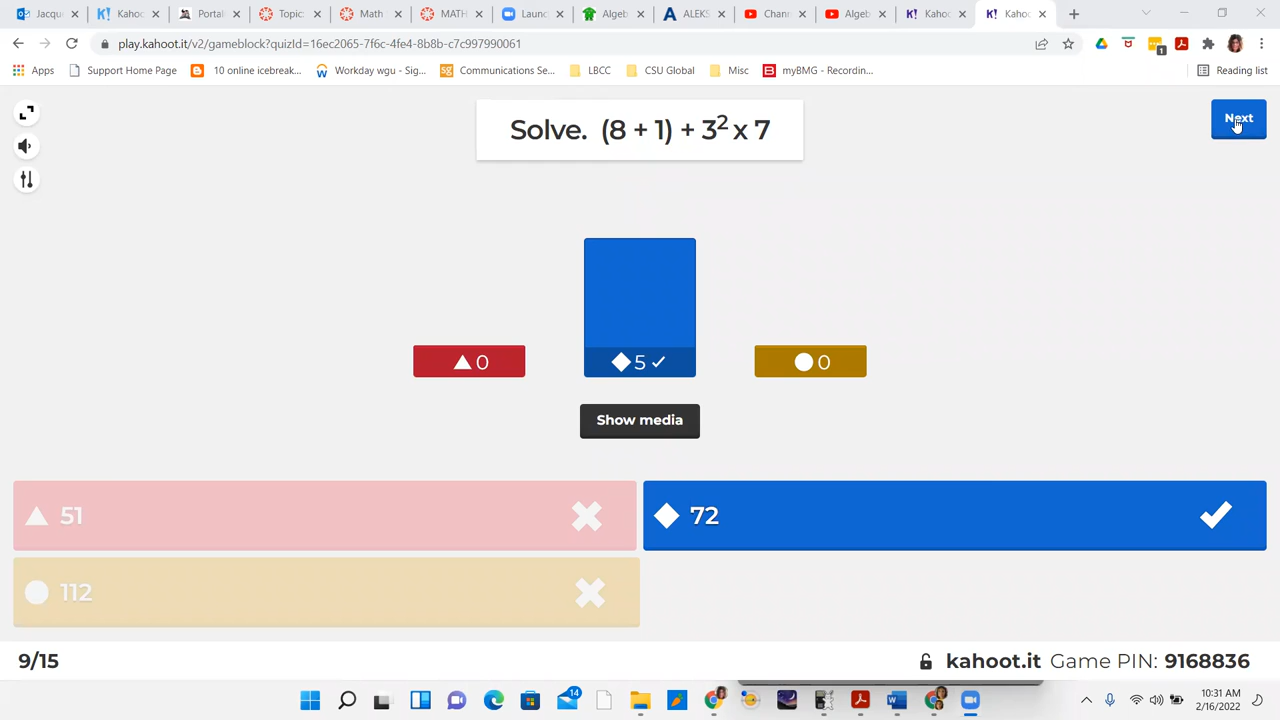 Jacque
Kahoo
Portal
Topic:
Math
MATH
Launc
Algeb
ALEKS
Chann
Algeb
Kahoo
Kahoo
play.kahoot.it/v2/gameblock?quizId=16ec2065-7f6c-4fe4-8b8b-c7c997990061
Apps
Support Home Page
10 online icebreak...
Workday wgu - Sig...
Communications Se...
LBCC
CSU Global
Misc
myBMG - Recordin...
Reading list
Solve. (8 + 1) + 3² x 7
Next
0
5
0
Show media
51
72
112
9/15
kahoot.it Game PIN: 9168836
14
10:31 AM
2/16/2022